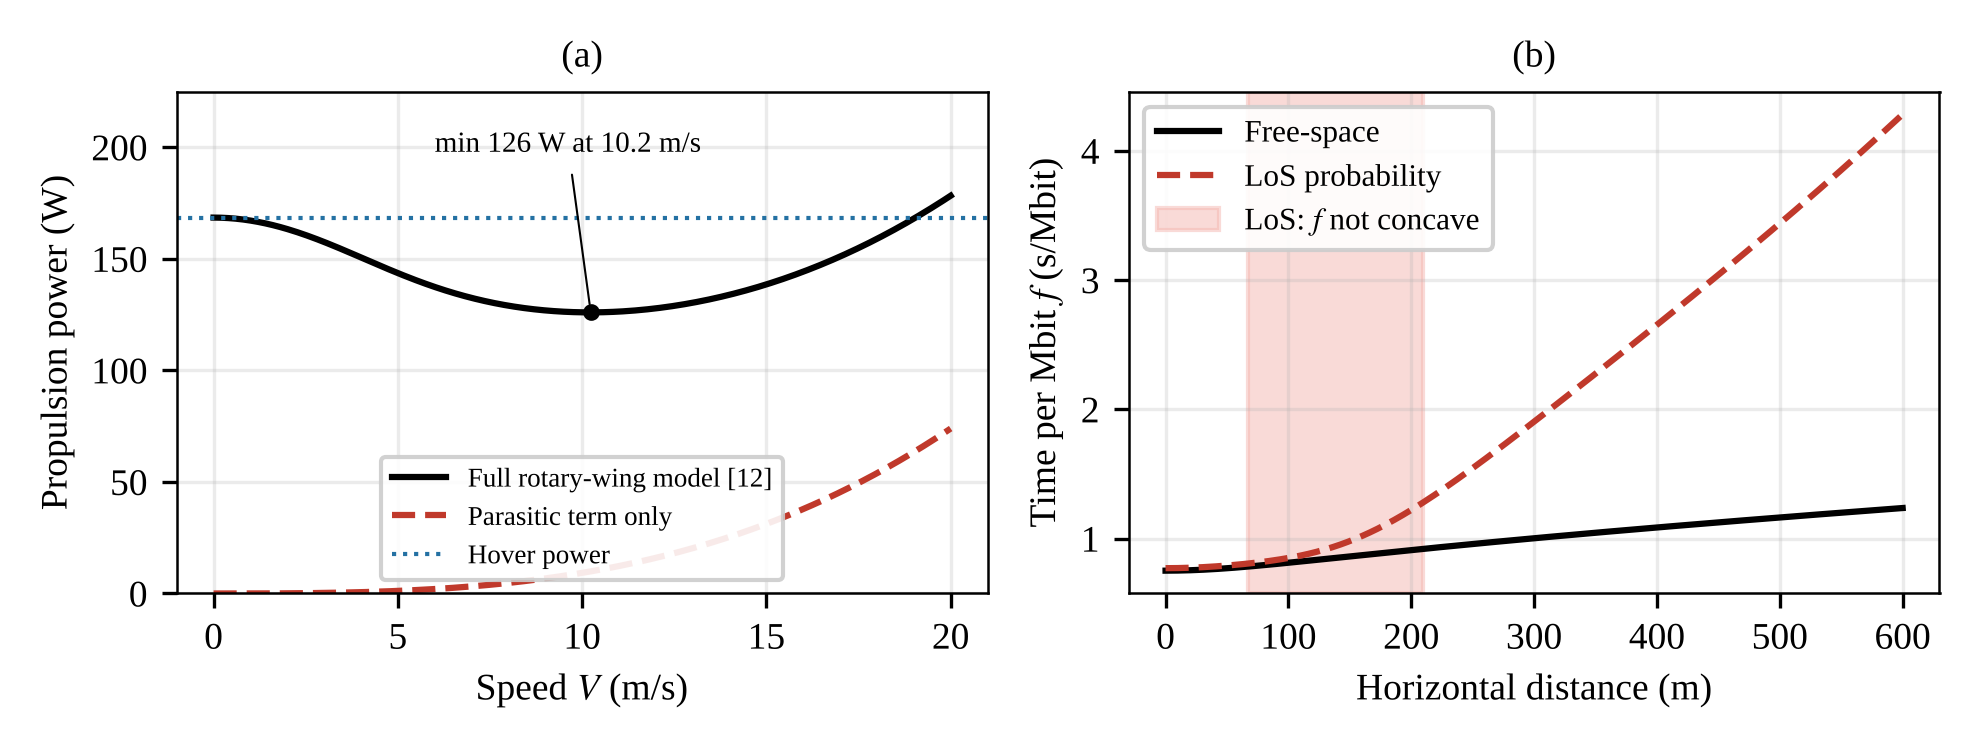 (a)
min 126 W at 10.2 m/s
Propulsion power (W)
200
150
100
50
0
Full rotary-wing model [12]
Parasitic term only
Hover power
0 5 10 15 20
Speed V (m/s)
(b)
Free-space
LoS probability
LoS: f not concave
Time per Mbit f (s/Mbit)
4
3
2
1
0 100 200 300 400 500 600
Horizontal distance (m)